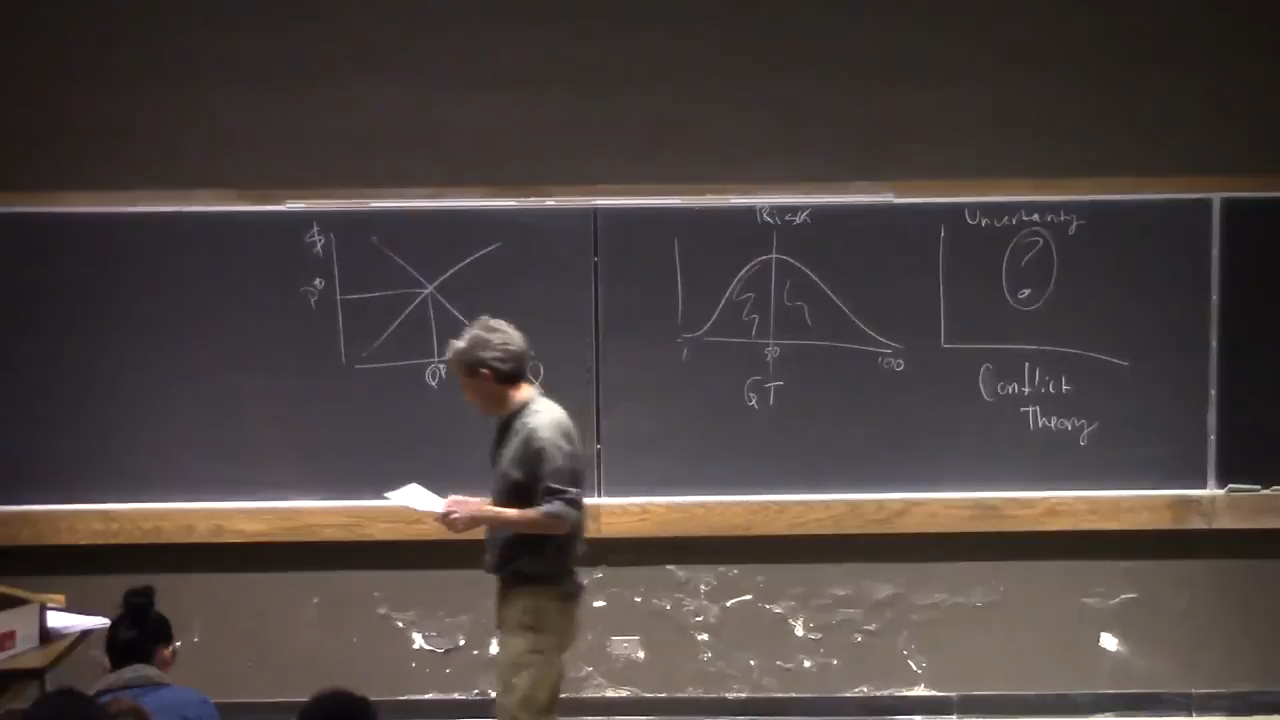 $
P*
Q*
Q
Risk
1
50
100
GT
Uncertainty
?
Conflict
Theory